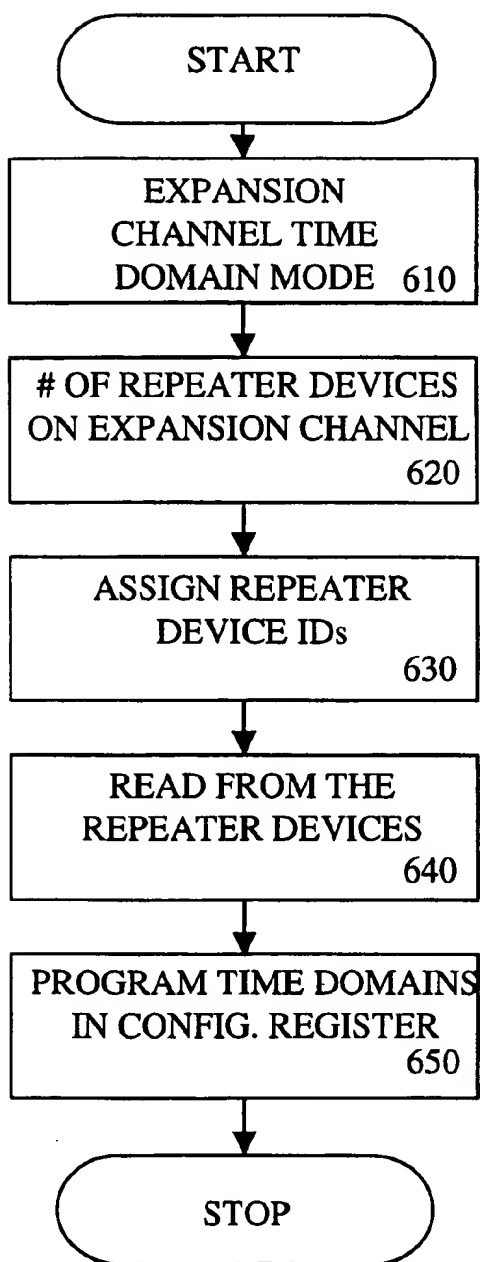 START
EXPANSION
CHANNEL TIME
DOMAIN MODE 610
# OF REPEATER DEVICES
ON EXPANSION CHANNEL
620
ASSIGN REPEATER
DEVICE IDs
630
READ FROM THE
REPEATER DEVICES
640
PROGRAM TIME DOMAINS
IN CONFIG. REGISTER
650
STOP